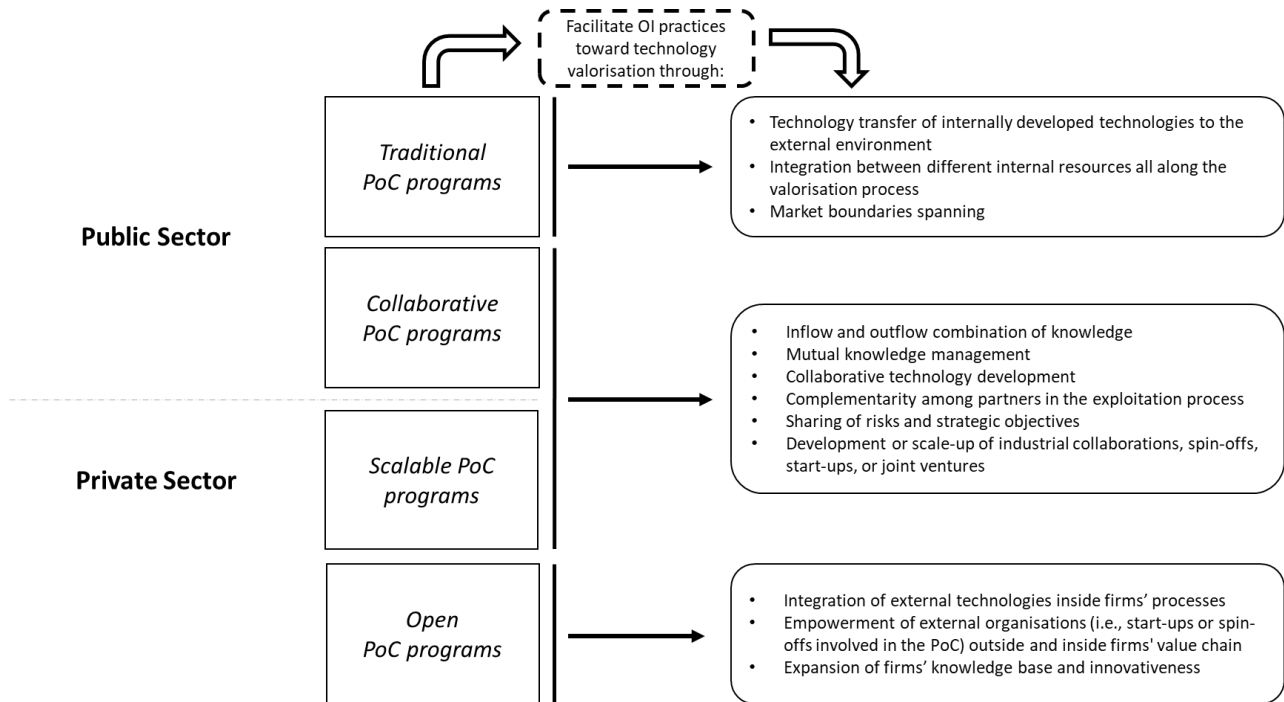 Facilitate OI practices
toward technology
valorisation through:
Public Sector
Traditional
PoC programs
• Technology transfer of internally developed technologies to the
external environment
• Integration between different internal resources all along the
valorisation process
• Market boundaries spanning
Collaborative
PoC programs
• Inflow and outflow combination of knowledge
• Mutual knowledge management
• Collaborative technology development
• Complementarity among partners in the exploitation process
• Sharing of risks and strategic objectives
• Development or scale-up of industrial collaborations, spin-offs,
start-ups, or joint ventures
Private Sector
Scalable PoC
programs
Open
PoC programs
• Integration of external technologies inside firms’ processes
• Empowerment of external organisations (i.e., start-ups or spin-
offs involved in the PoC) outside and inside firms' value chain
• Expansion of firms’ knowledge base and innovativeness